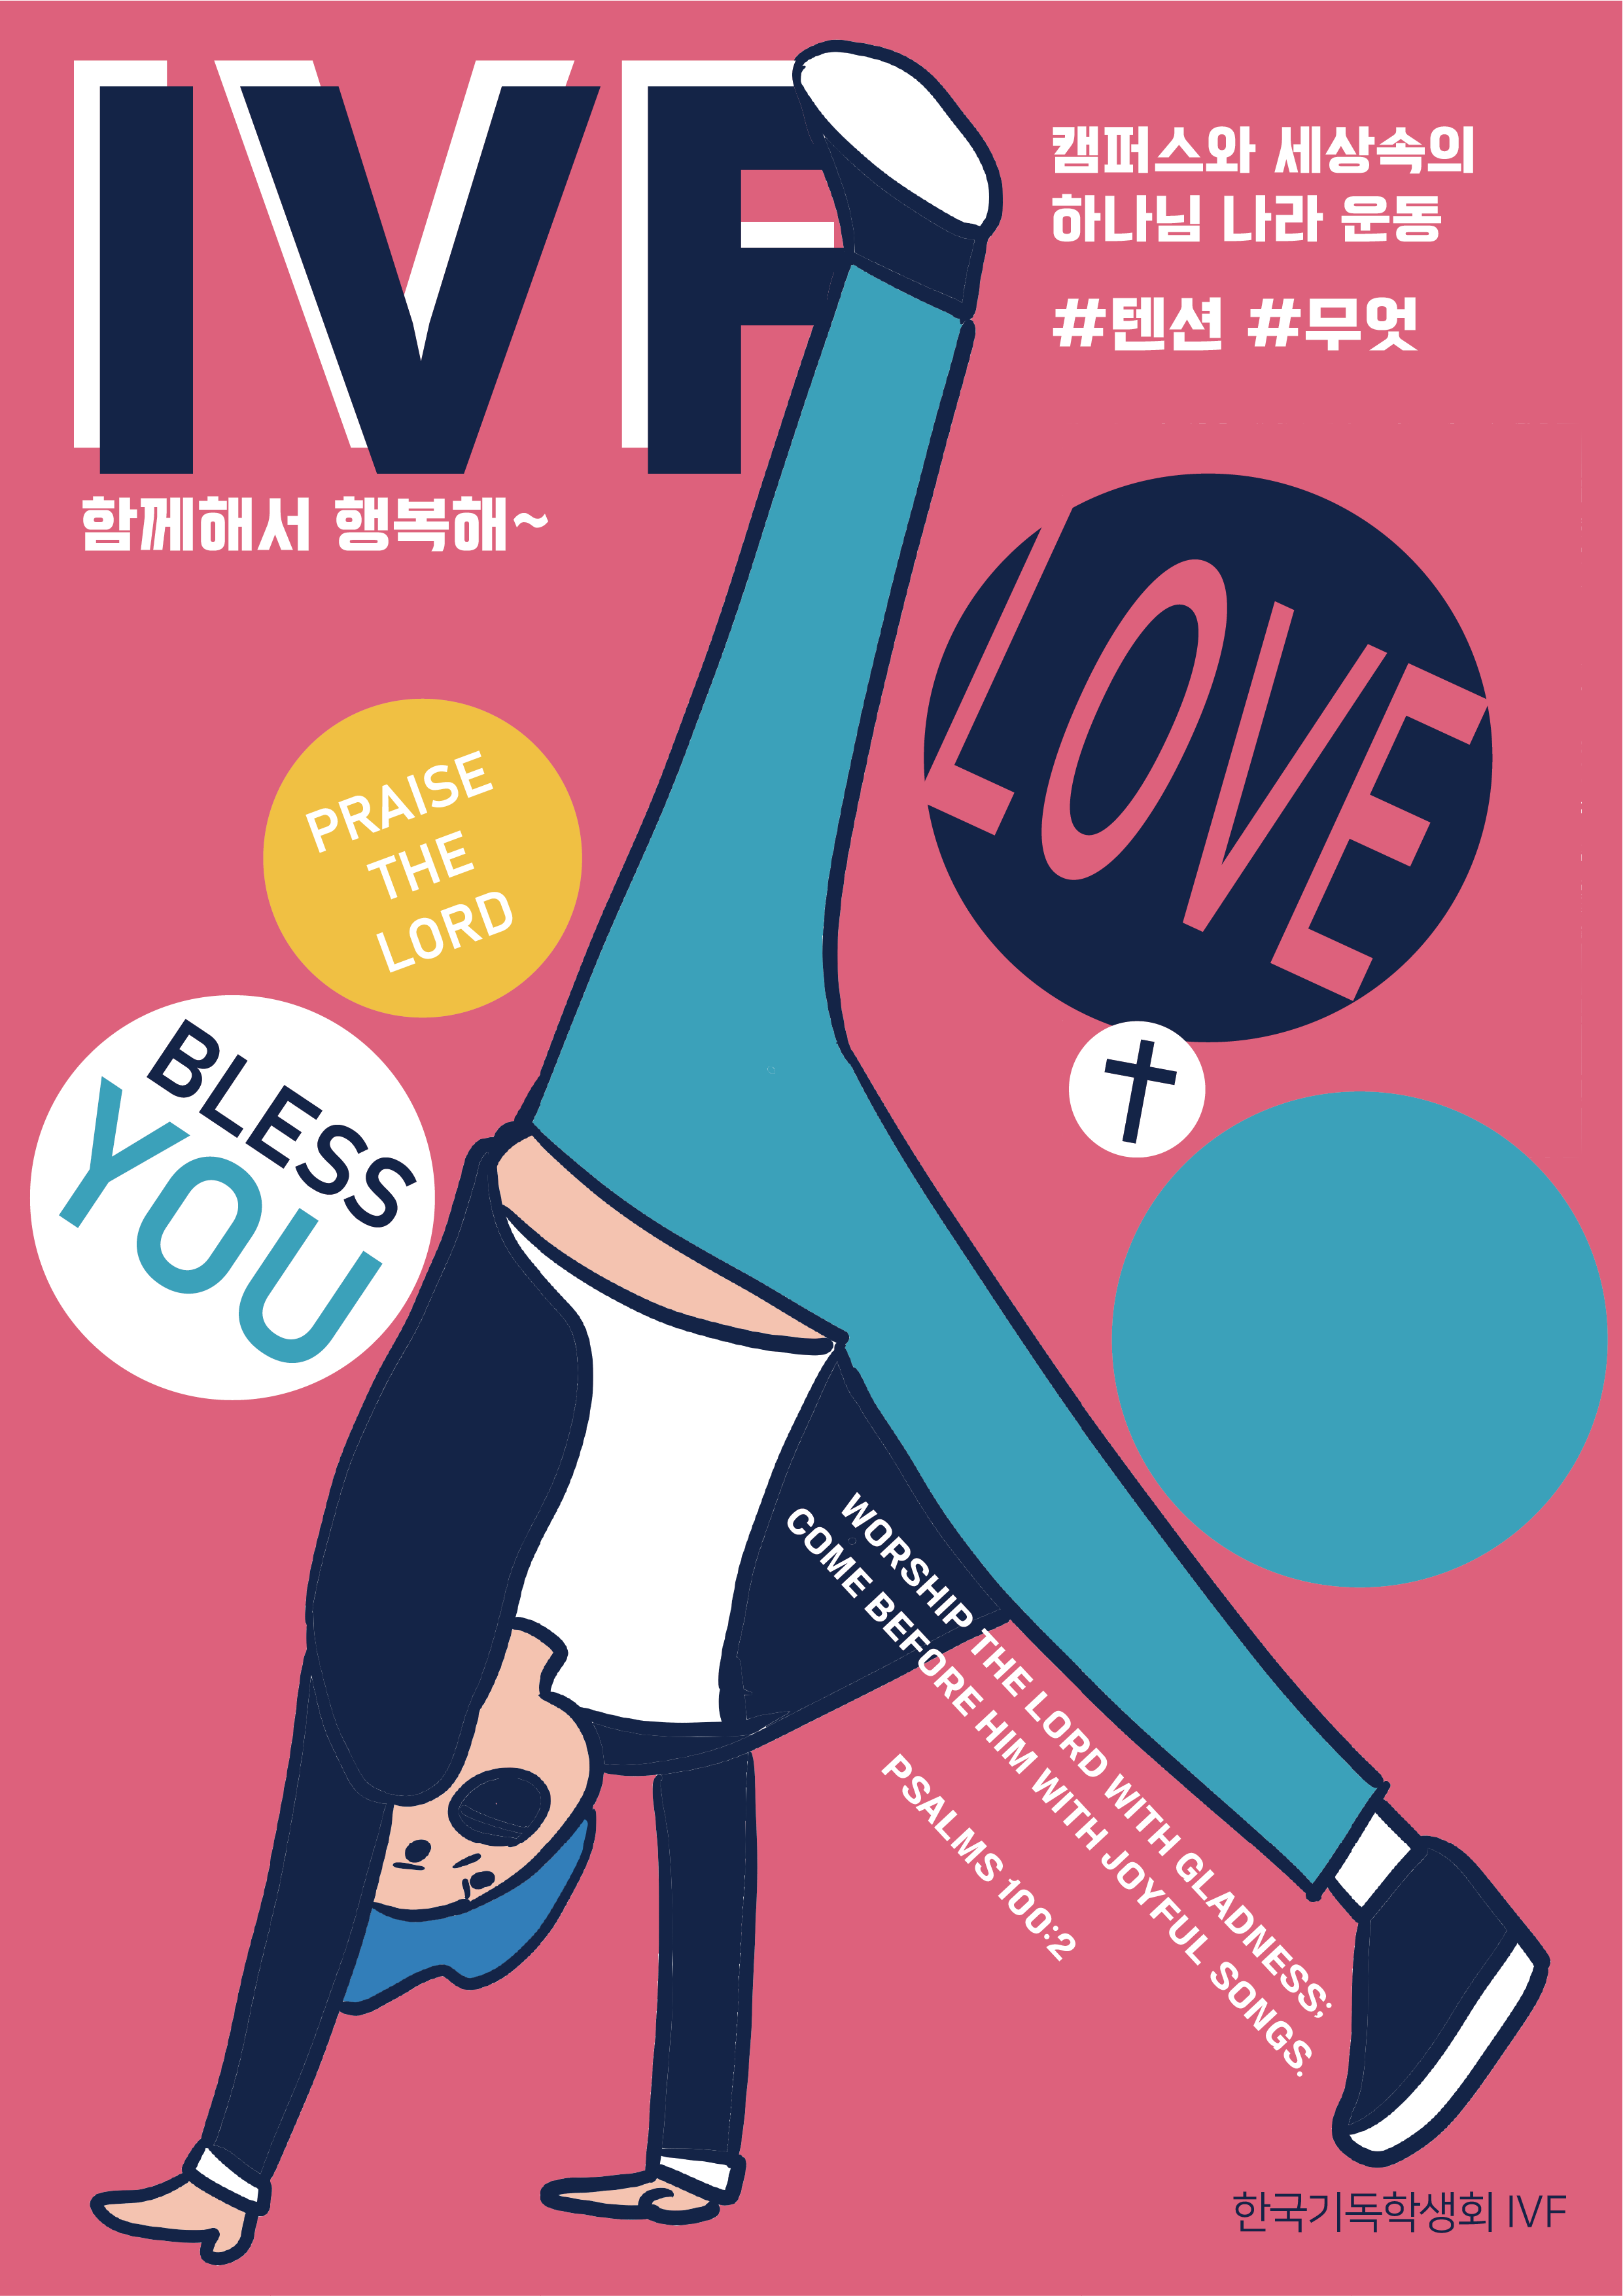 IVF
캠퍼스와 세상속의
하나님 나라 운동
#텐션 #무엇
함께해서 행복해~
LOVE
PRAISE
THE
LORD
BLESS
YOU
WORSHIP THE LORD WITH GLADNESS;
COME BEFORE HIM WITH JOYFUL SONGS.
PSALMS 100:2
한국기독학생회 IVF